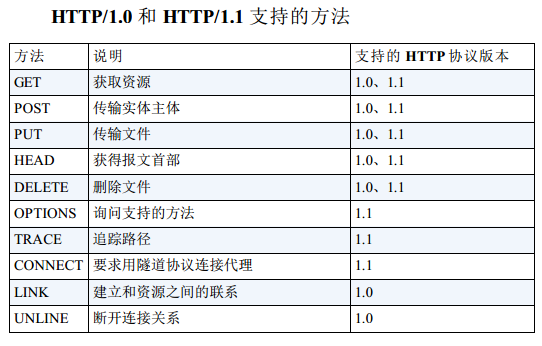 HTTP/1.0 和 HTTP/1.1 支持的方法
方法 说明 支持的 HTTP 协议版本
GET 获取资源 1.0、1.1
POST 传输实体主体 1.0、1.1
PUT 传输文件 1.0、1.1
HEAD 获得报文首部 1.0、1.1
DELETE 删除文件 1.0、1.1
OPTIONS 询问支持的方法 1.1
TRACE 追踪路径 1.1
CONNECT 要求用隧道协议连接代理 1.1
LINK 建立和资源之间的联系 1.0
UNLINE 断开连接关系 1.0